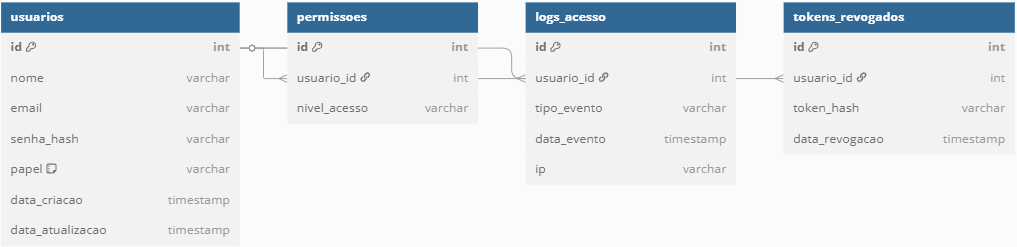 usuarios
id int
nome varchar
email varchar
senha_hash varchar
papel varchar
data_criacao timestamp
data_atualizacao timestamp
permissoes
id int
usuario_id int
nivel_acesso varchar
logs_acesso
id int
usuario_id int
tipo_evento varchar
data_evento timestamp
ip varchar
tokens_revogados
id int
usuario_id int
token_hash varchar
data_revogacao timestamp